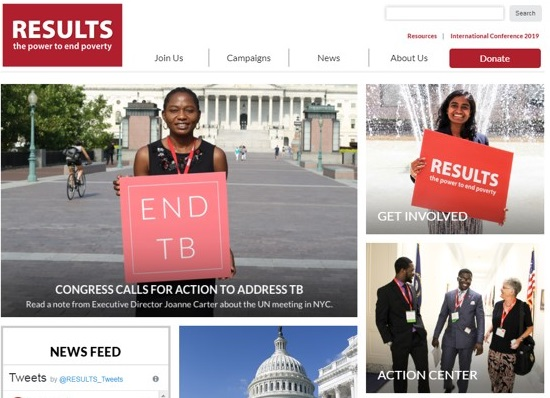 RESULTS
the power to end poverty
Search
Resources | International Conference 2019
Join Us
Campaigns
News
About Us
Donate
END
TB
CONGRESS CALLS FOR ACTION TO ADDRESS TB
Read a note from Executive Director Joanne Carter about the UN meeting in NYC.
RESULTS
the power to end poverty
GET INVOLVED
ACTION CENTER
NEWS FEED
Tweets by @RESULTS_Tweets